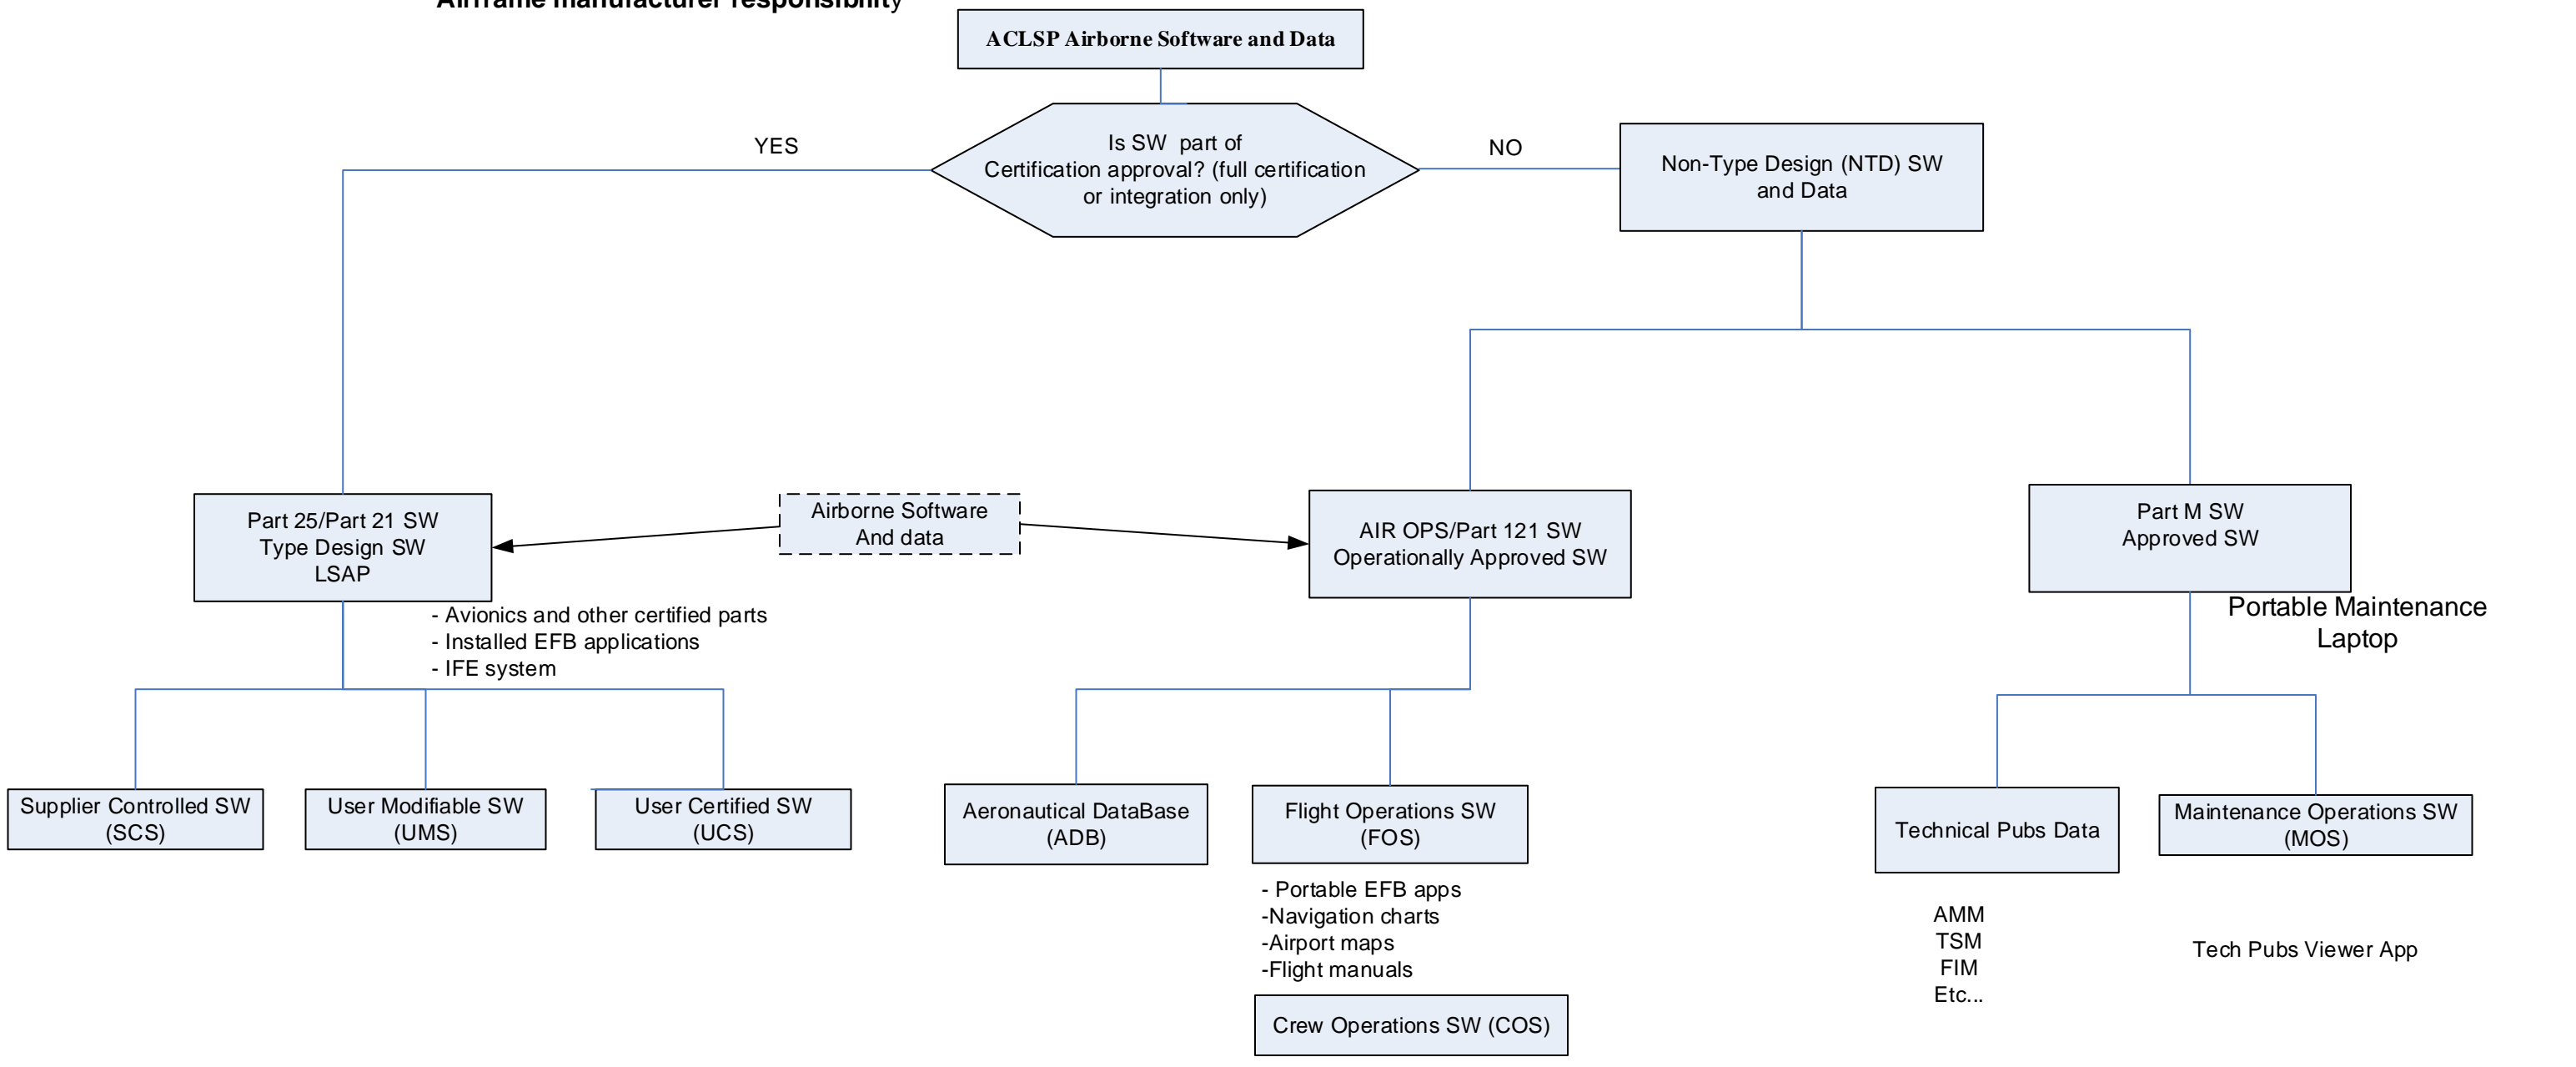 Airframe manufacturer responsibility
ACLSP Airborne Software and Data
Is SW part of
Certification approval? (full certification
or integration only)
YES
NO
Non-Type Design (NTD) SW
and Data
Part 25/Part 21 SW
Type Design SW
LSAP
Airborne Software
And data
AIR OPS/Part 121 SW
Operationally Approved SW
Part M SW
Approved SW
- Avionics and other certified parts
- Installed EFB applications
- IFE system
Portable Maintenance
Laptop
Supplier Controlled SW
(SCS)
User Modifiable SW
(UMS)
User Certified SW
(UCS)
Aeronautical DataBase
(ADB)
Flight Operations SW
(FOS)
Technical Pubs Data
Maintenance Operations SW
(MOS)
- Portable EFB apps
-Navigation charts
-Airport maps
-Flight manuals
AMM
TSM
FIM
Etc...
Tech Pubs Viewer App
Crew Operations SW (COS)